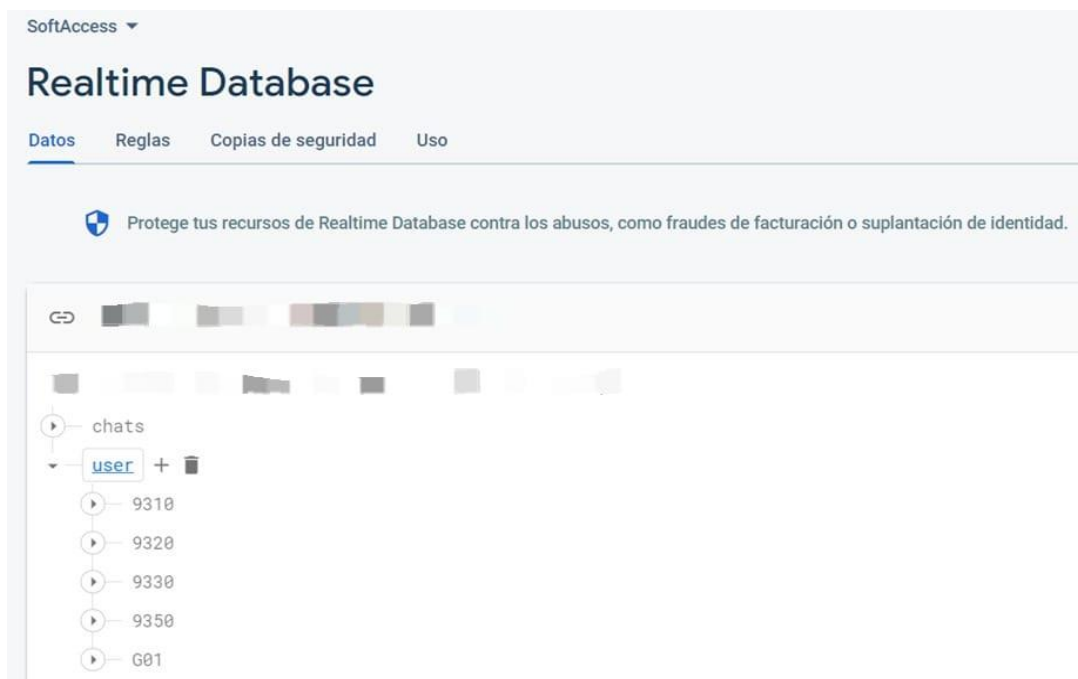 SoftAccess
Realtime Database
Datos Reglas Copias de seguridad Uso
Protege tus recursos de Realtime Database contra los abusos, como fraudes de facturación o suplantación de identidad.
chats
user
9310
9320
9330
9350
G01